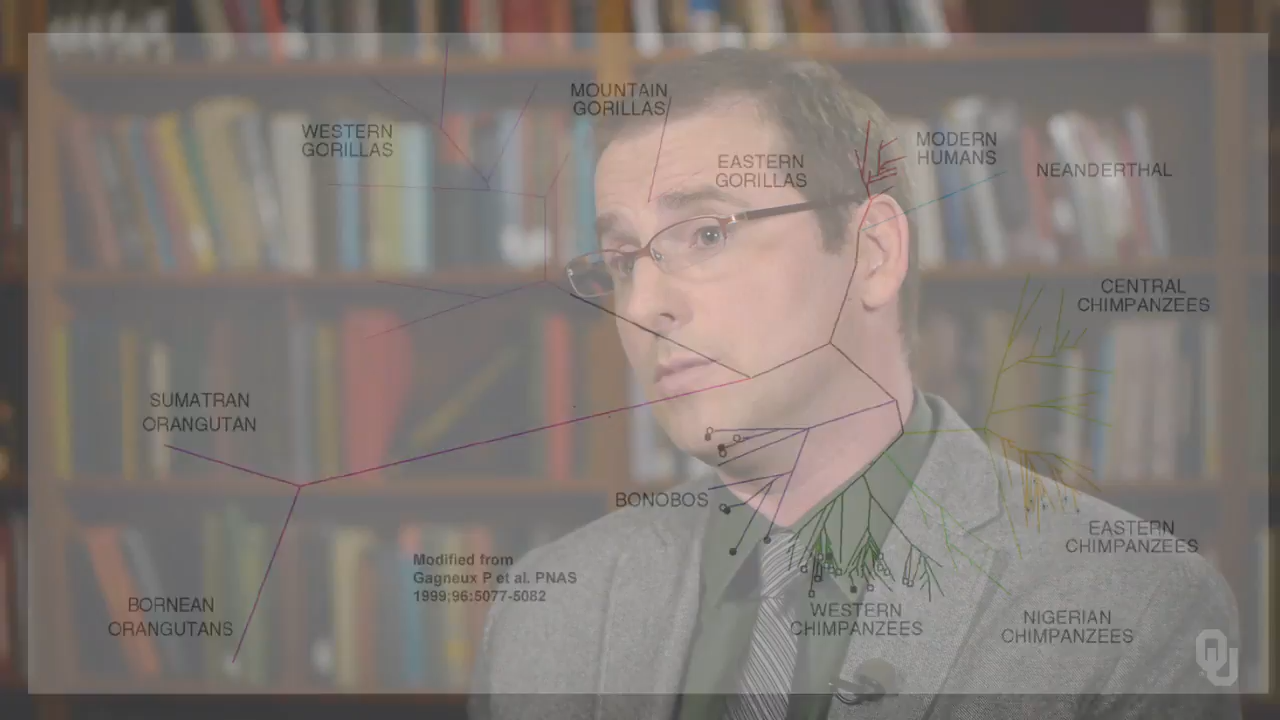 MOUNTAIN
GORILLAS
WESTERN
GORILLAS
EASTERN
GORILLAS
MODERN
HUMANS
NEANDERTHAL
CENTRAL
CHIMPANZEES
SUMATRAN
ORANGUTAN
BONOBOS
EASTERN
CHIMPANZEES
Modified from
Gagneux P et al. PNAS
1999;96:5077-5082
BORNEAN
ORANGUTANS
WESTERN
CHIMPANZEES
NIGERIAN
CHIMPANZEES
OU